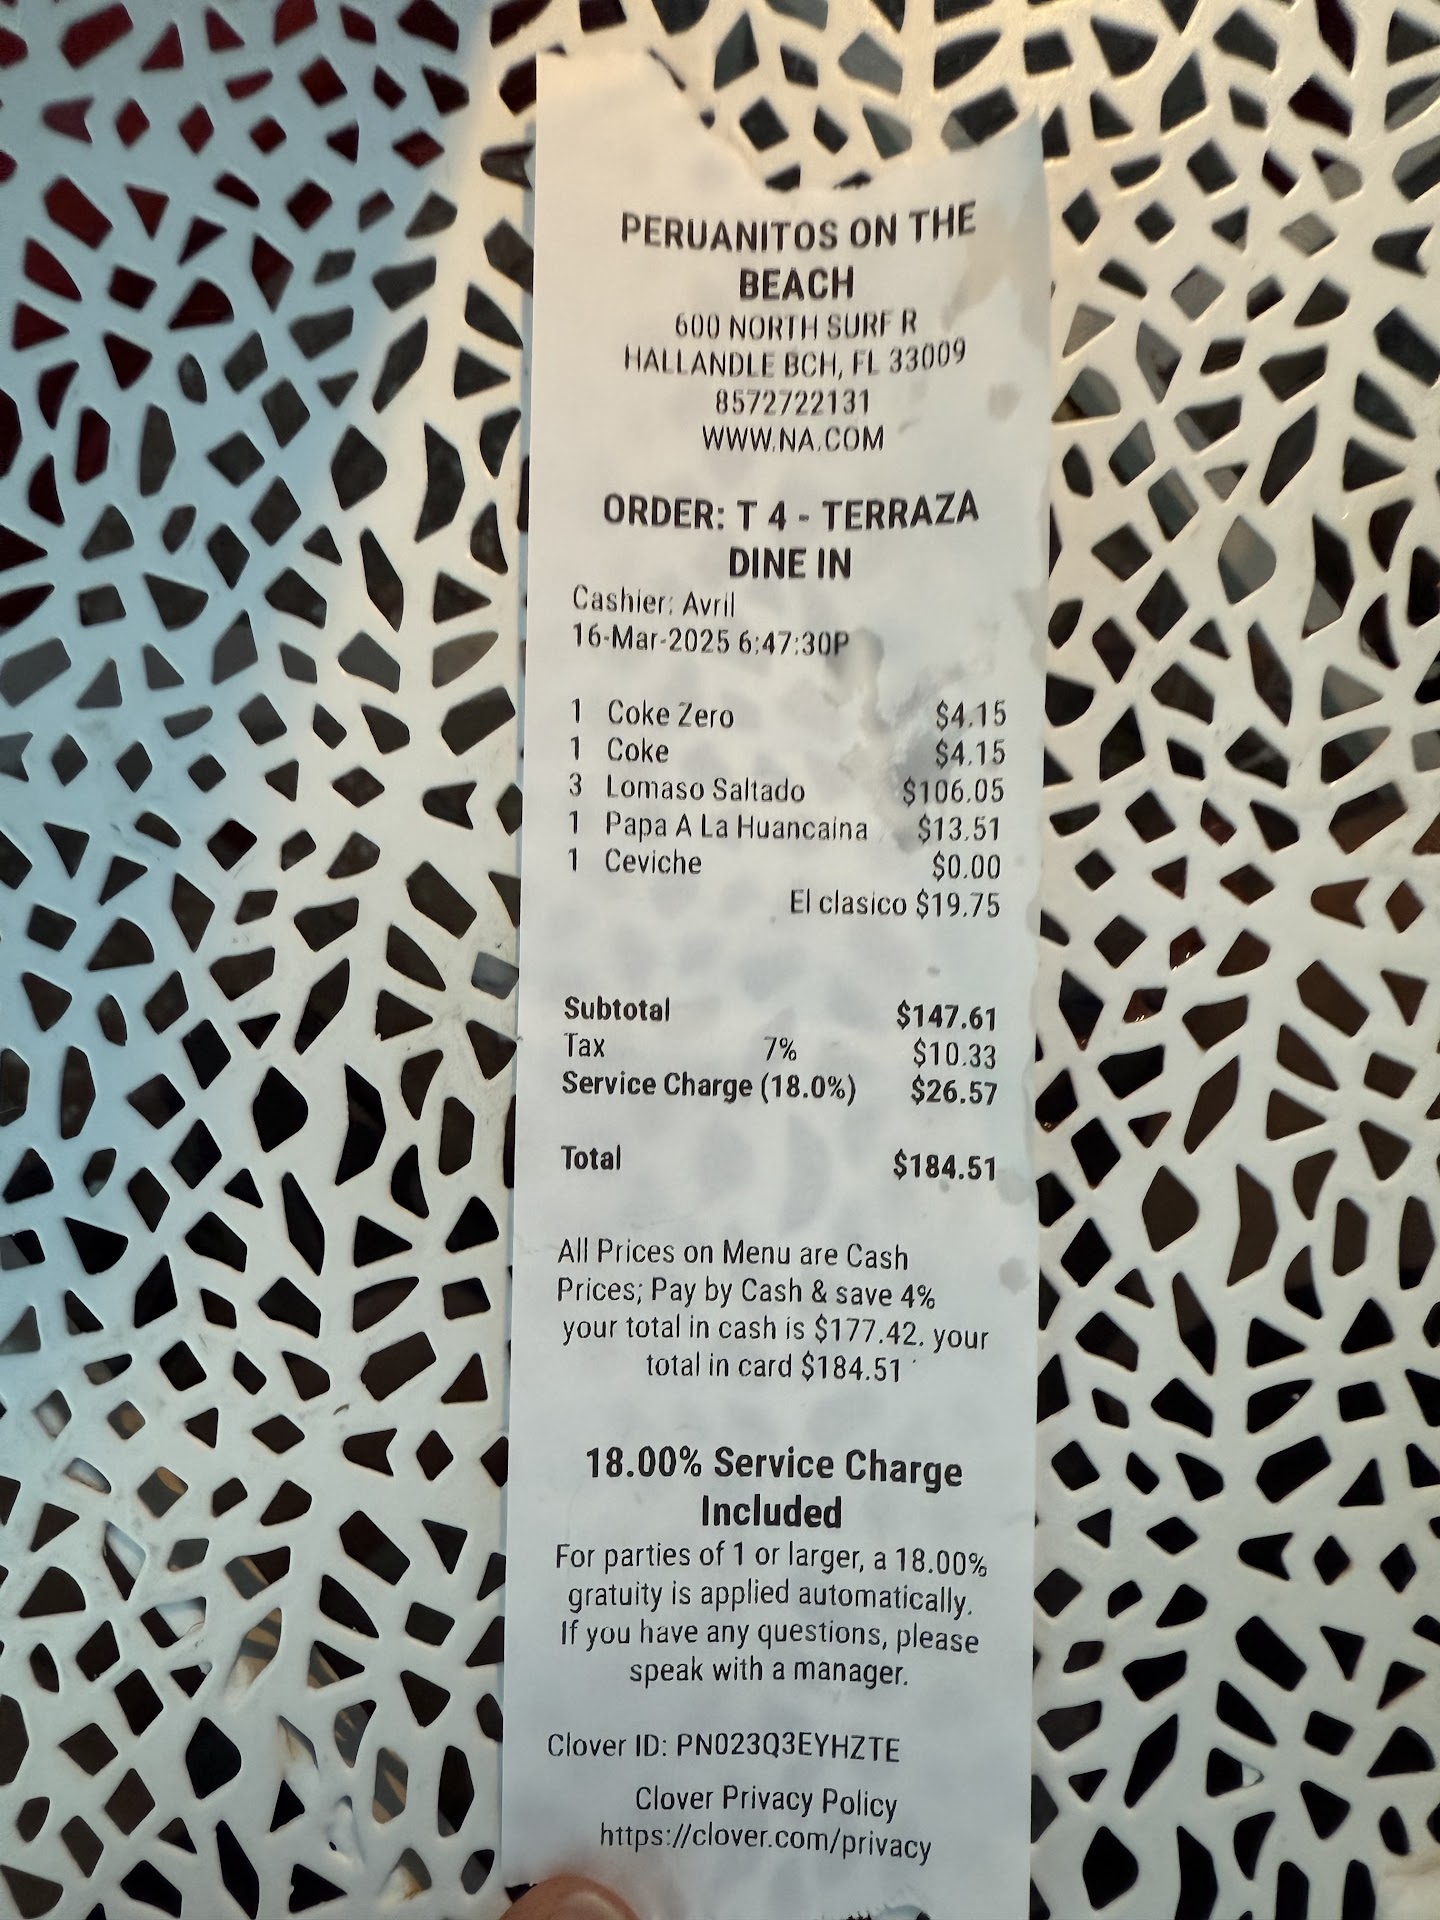 PERUANITOS ON THE
BEACH
600 NORTH SURF R
HALLANDLE BCH, FL 33009
8572722131
WWW.NA.COM
ORDER: T 4 - TERRAZA
DINE IN
Cashier: Avril
16-Mar-2025 6:47:30P
1 Coke Zero $4.15
1 Coke $4.15
3 Lomaso Saltado $106.05
1 Papa A La Huancaina $13.51
1 Ceviche $0.00
El clasico $19.75
Subtotal $147.61
Tax 7% $10.33
Service Charge (18.0%) $26.57
Total $184.51
All Prices on Menu are Cash
Prices; Pay by Cash & save 4%
your total in cash is $177.42. your
total in card $184.51
18.00% Service Charge
Included
For parties of 1 or larger, a 18.00%
gratuity is applied automatically.
If you have any questions, please
speak with a manager.
Clover ID: PN023Q3EYHZTE
Clover Privacy Policy
https://clover.com/privacy